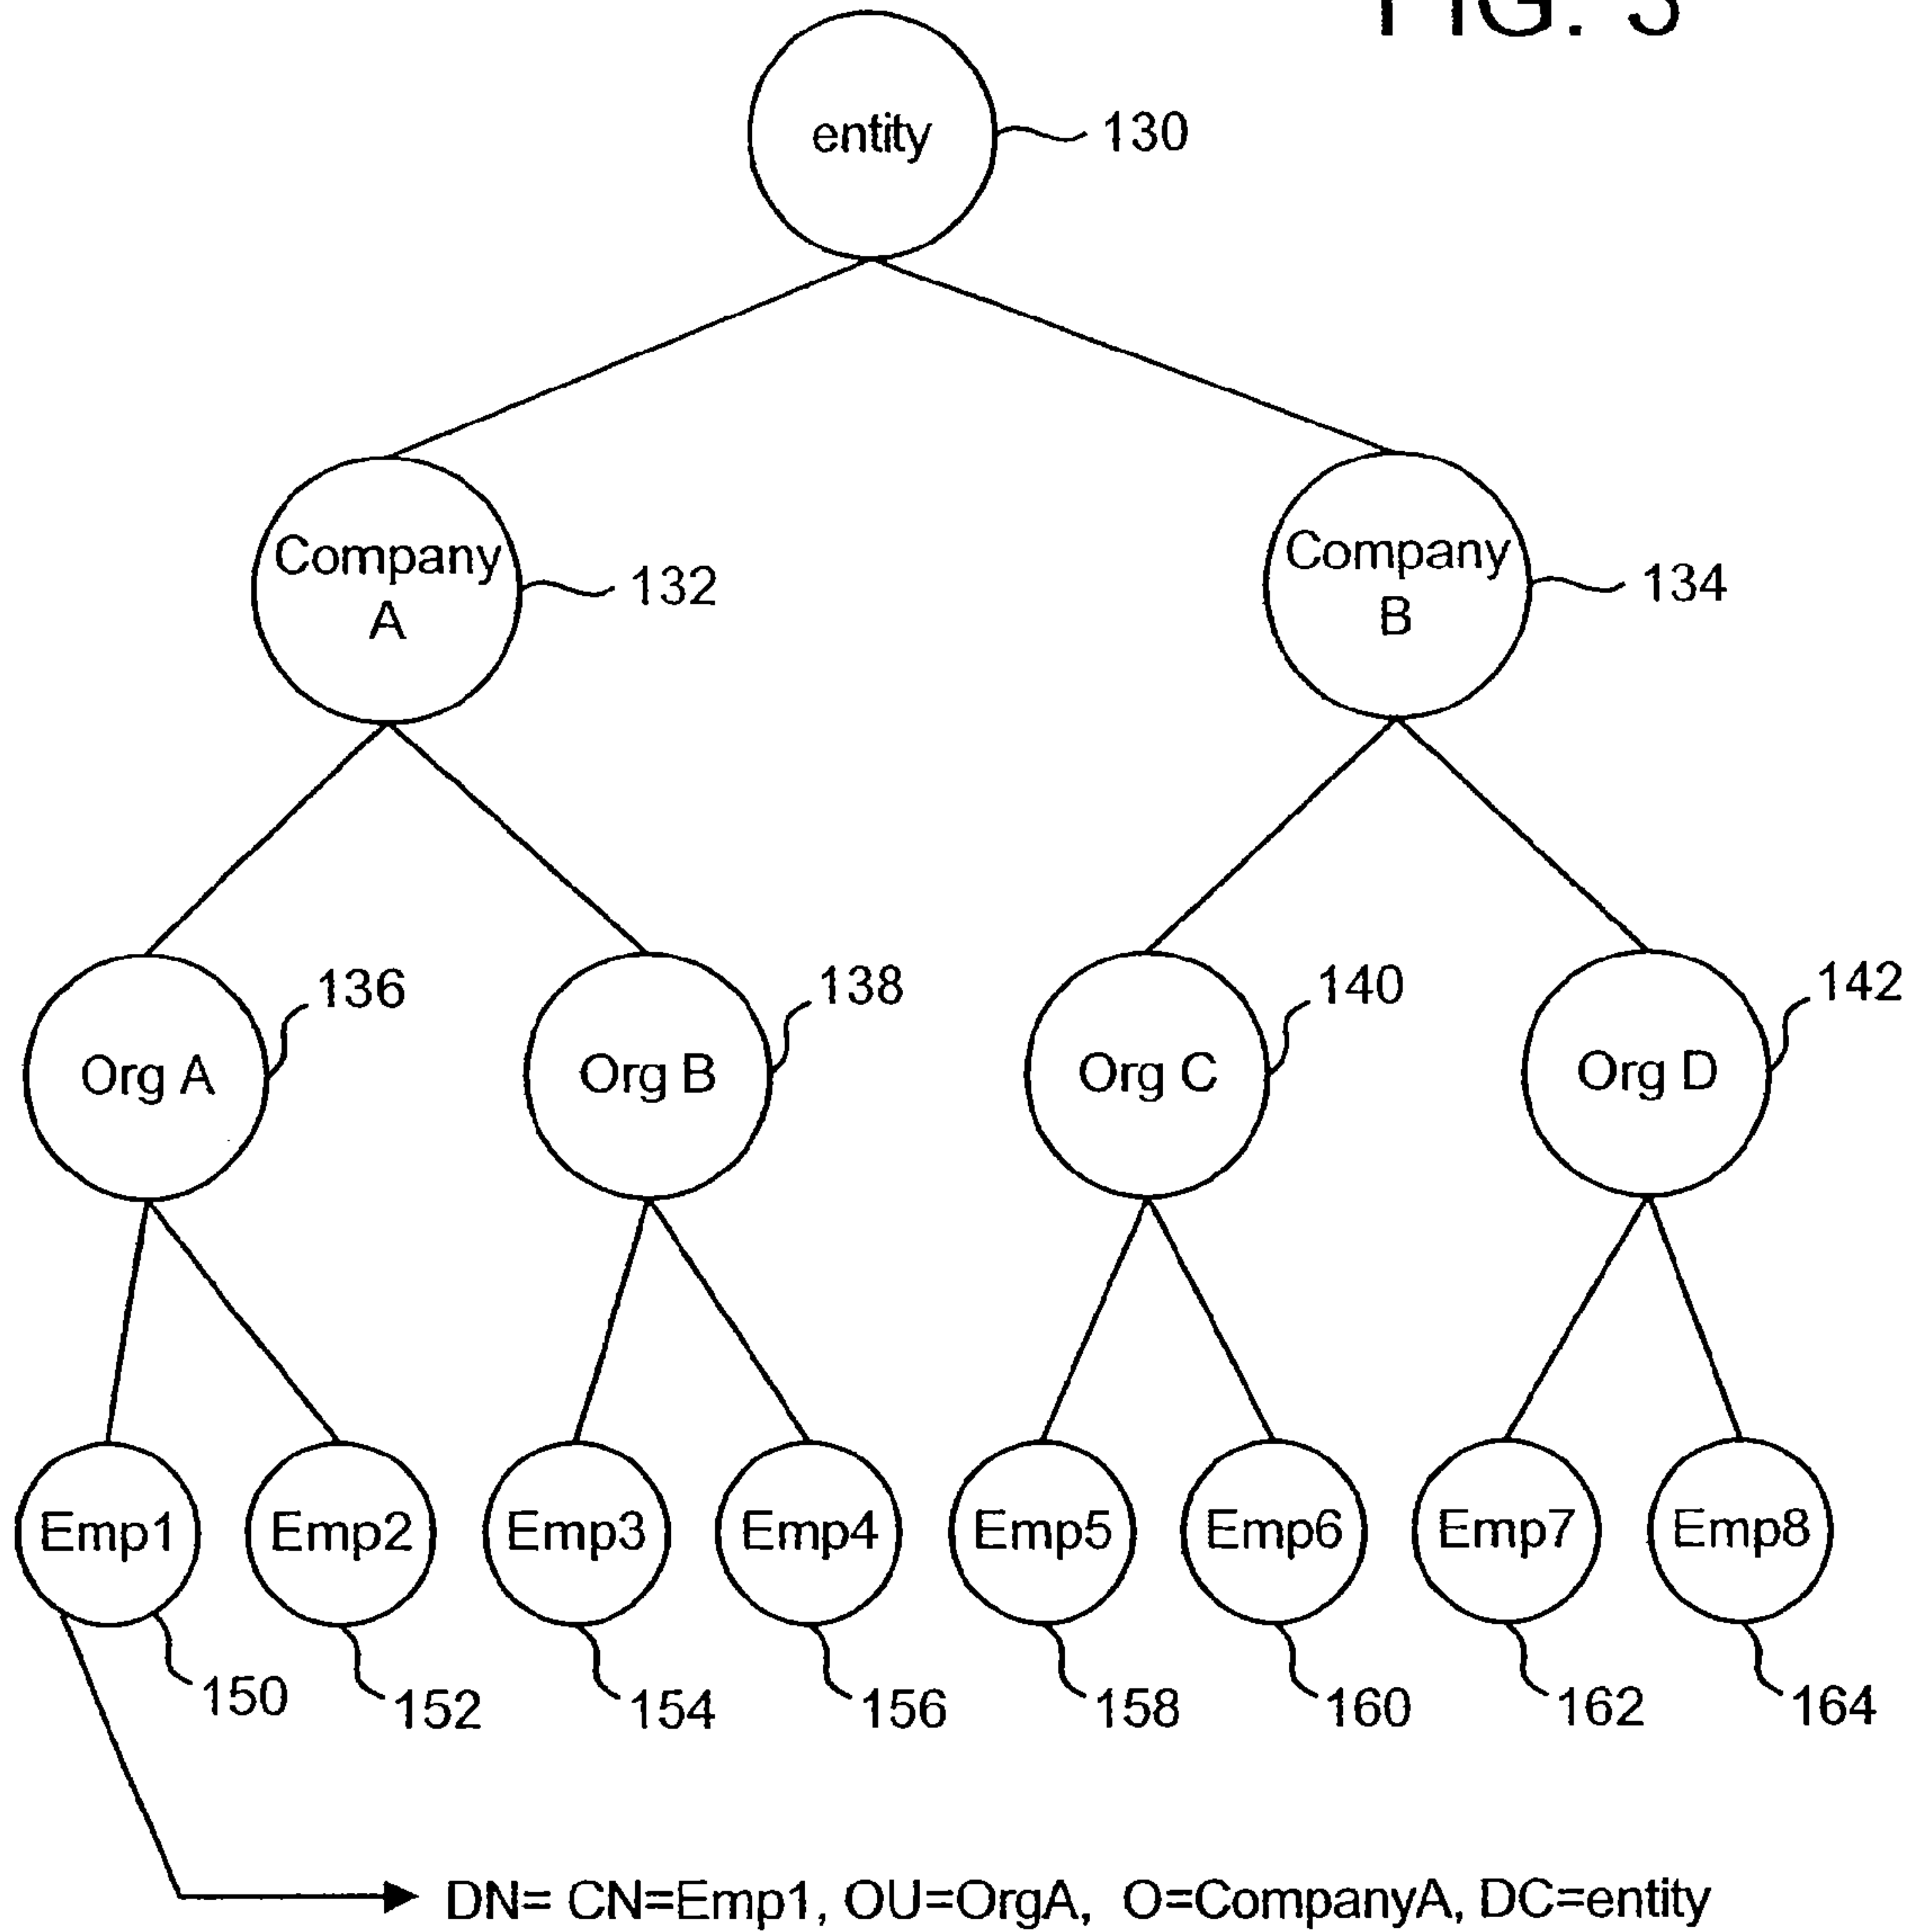 FIG. 3
entity
130
Company
A
132
Company
B
134
136
138
140
142
Org A
Org B
Org C
Org D
Emp1
Emp2
Emp3
Emp4
Emp5
Emp6
Emp7
Emp8
150
152
154
156
158
160
162
164
DN= CN=Emp1, OU=OrgA, O=CompanyA, DC=entity